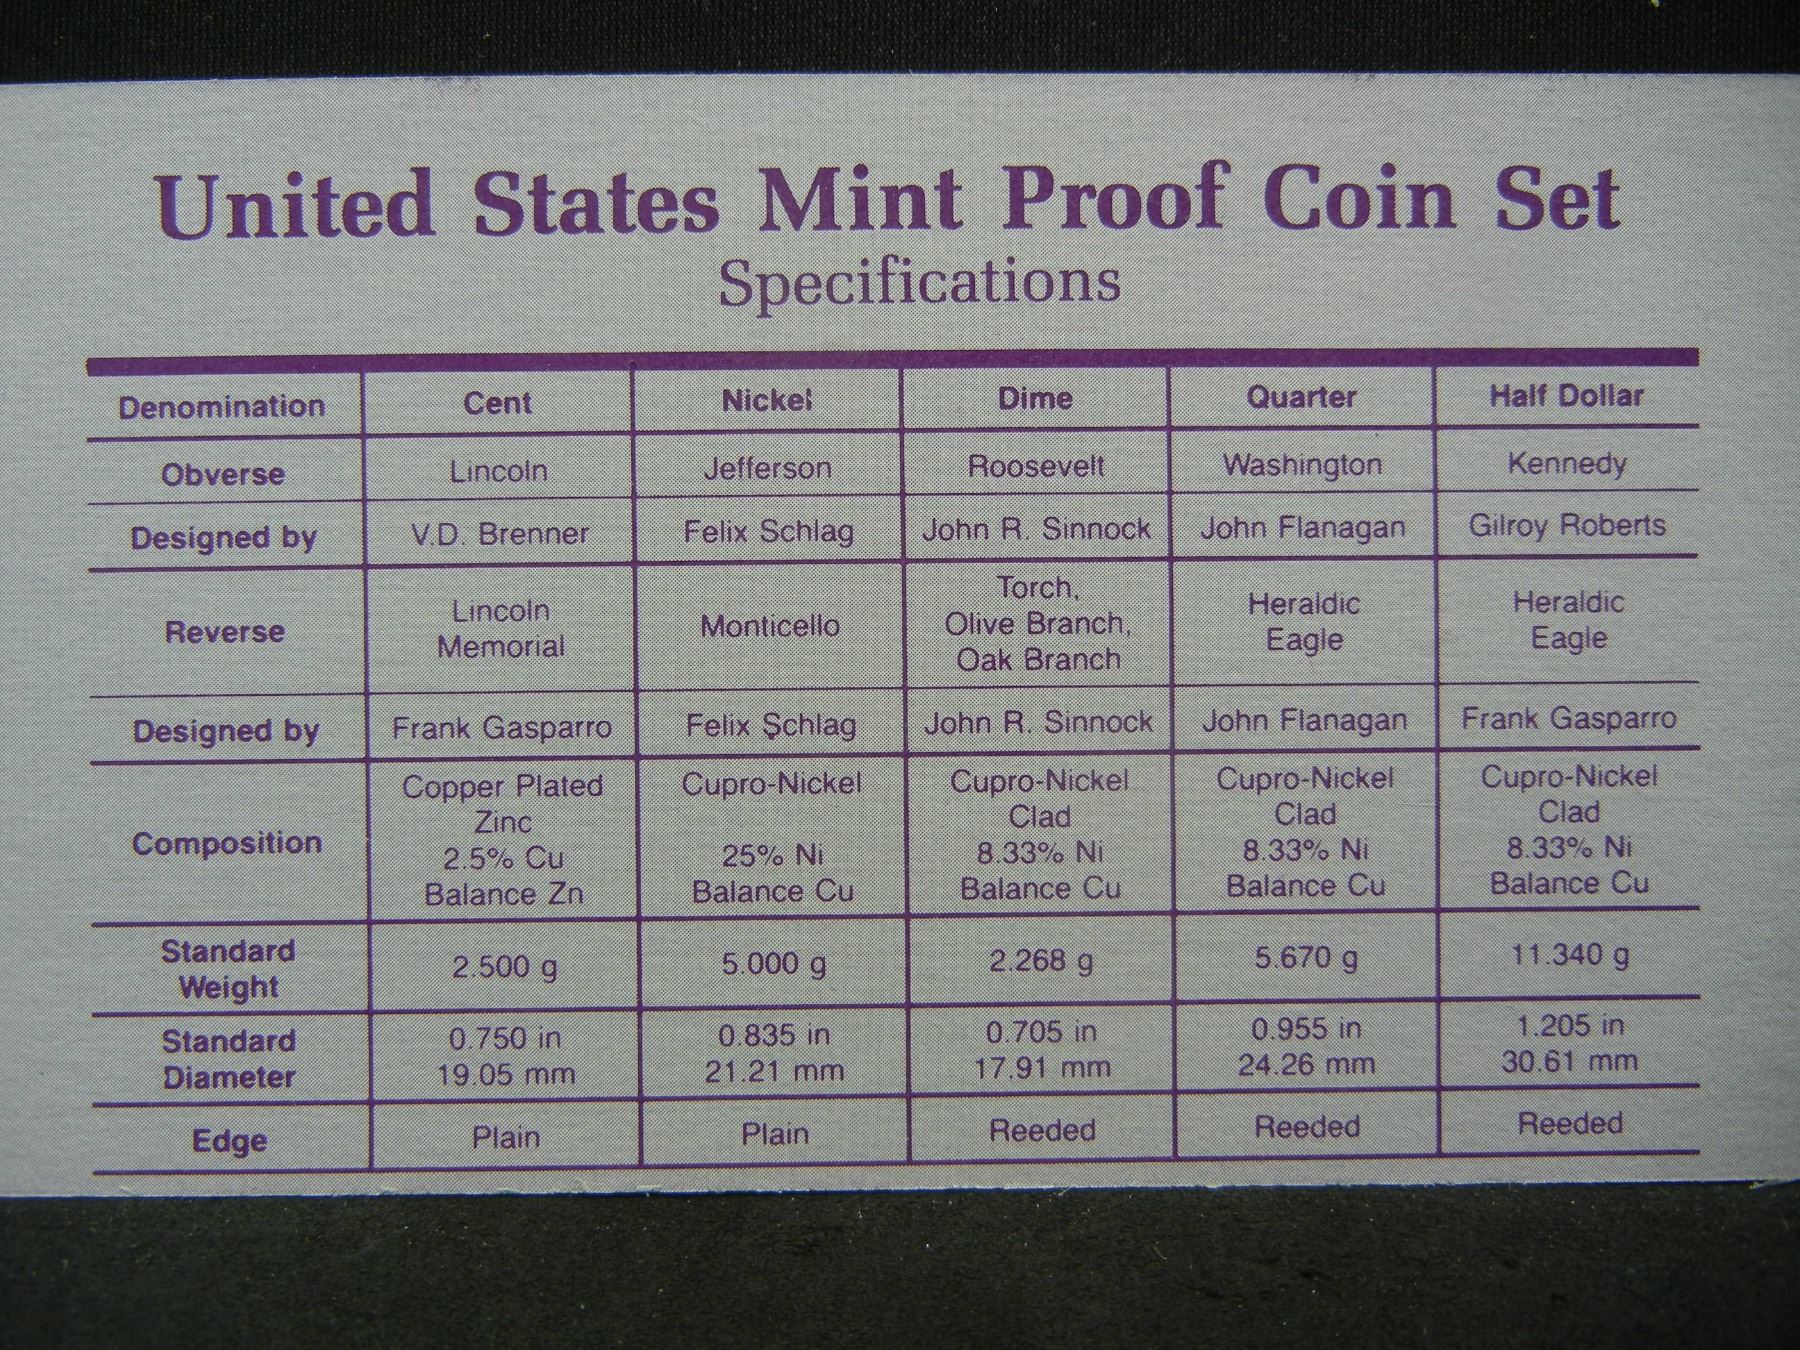 United States Mint Proof Coin Set
Specifications
Denomination Cent Nickel Dime Quarter Half Dollar
Obverse Lincoln Jefferson Roosevelt Washington Kennedy
Designed by V.D. Brenner Felix Schlag John R. Sinnock John Flanagan Gilroy Roberts
Reverse
Lincoln
Memorial
Monticello
Torch,
Olive Branch,
Oak Branch
Heraldic
Eagle
Heraldic
Eagle
Designed by Frank Gasparro Felix Schlag John R. Sinnock John Flanagan Frank Gasparro
Composition
Copper Plated
Zinc
2.5% Cu
Balance Zn
Cupro-Nickel
25% Ni
Balance Cu
Cupro-Nickel
Clad
8.33% Ni
Balance Cu
Cupro-Nickel
Clad
8.33% Ni
Balance Cu
Cupro-Nickel
Clad
8.33% Ni
Balance Cu
Standard
Weight
2.500 g 5.000 g 2.268 g 5.670 g 11.340 g
Standard
Diameter
0.750 in
19.05 mm
0.835 in
21.21 mm
0.705 in
17.91 mm
0.955 in
24.26 mm
1.205 in
30.61 mm
Edge Plain Plain Reeded Reeded Reeded